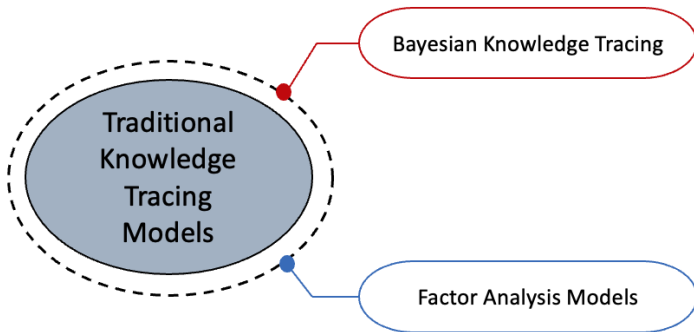 Bayesian Knowledge Tracing
Traditional
Knowledge
Tracing
Models
Factor Analysis Models